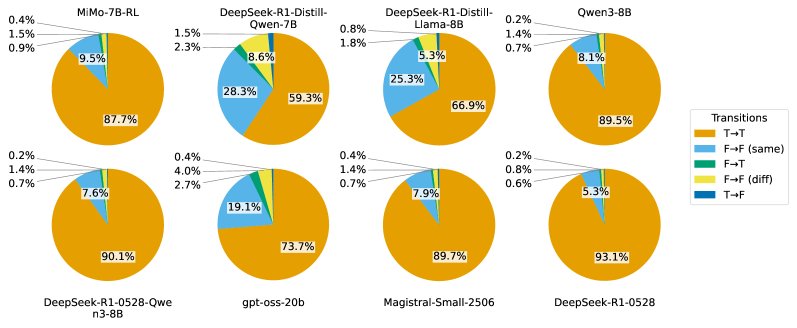 MiMo-7B-RL
0.4%
1.5%
0.9%
9.5%
87.7%
DeepSeek-R1-Distill-
Qwen-7B
1.5%
2.3%
8.6%
28.3%
59.3%
DeepSeek-R1-Distill-
Llama-8B
0.8%
1.8%
5.3%
25.3%
66.9%
Qwen3-8B
0.2%
1.4%
0.7%
8.1%
89.5%
Transitions
T→T
F→F (same)
F→T
F→F (diff)
T→F
0.2%
1.4%
0.7%
7.6%
90.1%
DeepSeek-R1-0528-Qwe
n3-8B
0.4%
4.0%
2.7%
19.1%
73.7%
gpt-oss-20b
0.4%
1.4%
0.7%
7.9%
89.7%
Magistral-Small-2506
0.2%
0.8%
0.6%
5.3%
93.1%
DeepSeek-R1-0528